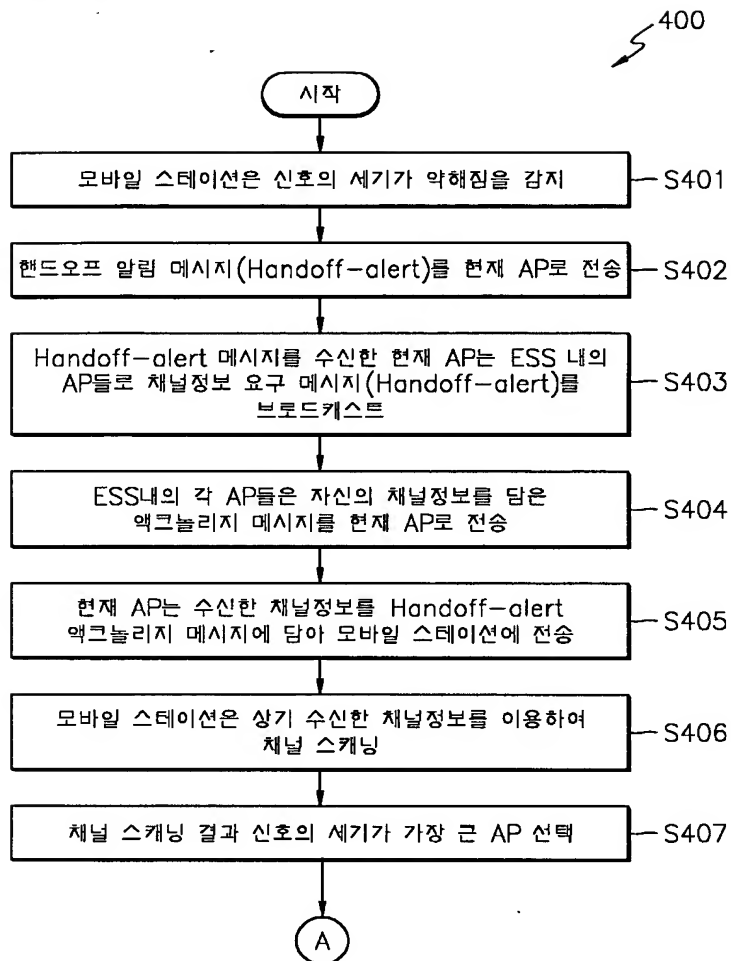 400
시작
모바일 스테이션은 신호의 세기가 약해짐을 감지
S401
핸드오프 알림 메시지(Handoff-alert)를 현재 AP로 전송
S402
Handoff-alert 메시지를 수신한 현재 AP는 ESS 내의
AP들로 채널정보 요구 메시지(Handoff-alert)를
브로드캐스트
S403
ESS내의 각 AP들은 자신의 채널정보를 담은
액크놀리지 메시지를 현재 AP로 전송
S404
현재 AP는 수신한 채널정보를 Handoff-alert
액크놀리지 메시지에 담아 모바일 스테이션에 전송
S405
모바일 스테이션은 상기 수신한 채널정보를 이용하여
채널 스캐닝
S406
채널 스캐닝 결과 신호의 세기가 가장 큰 AP 선택
S407
A